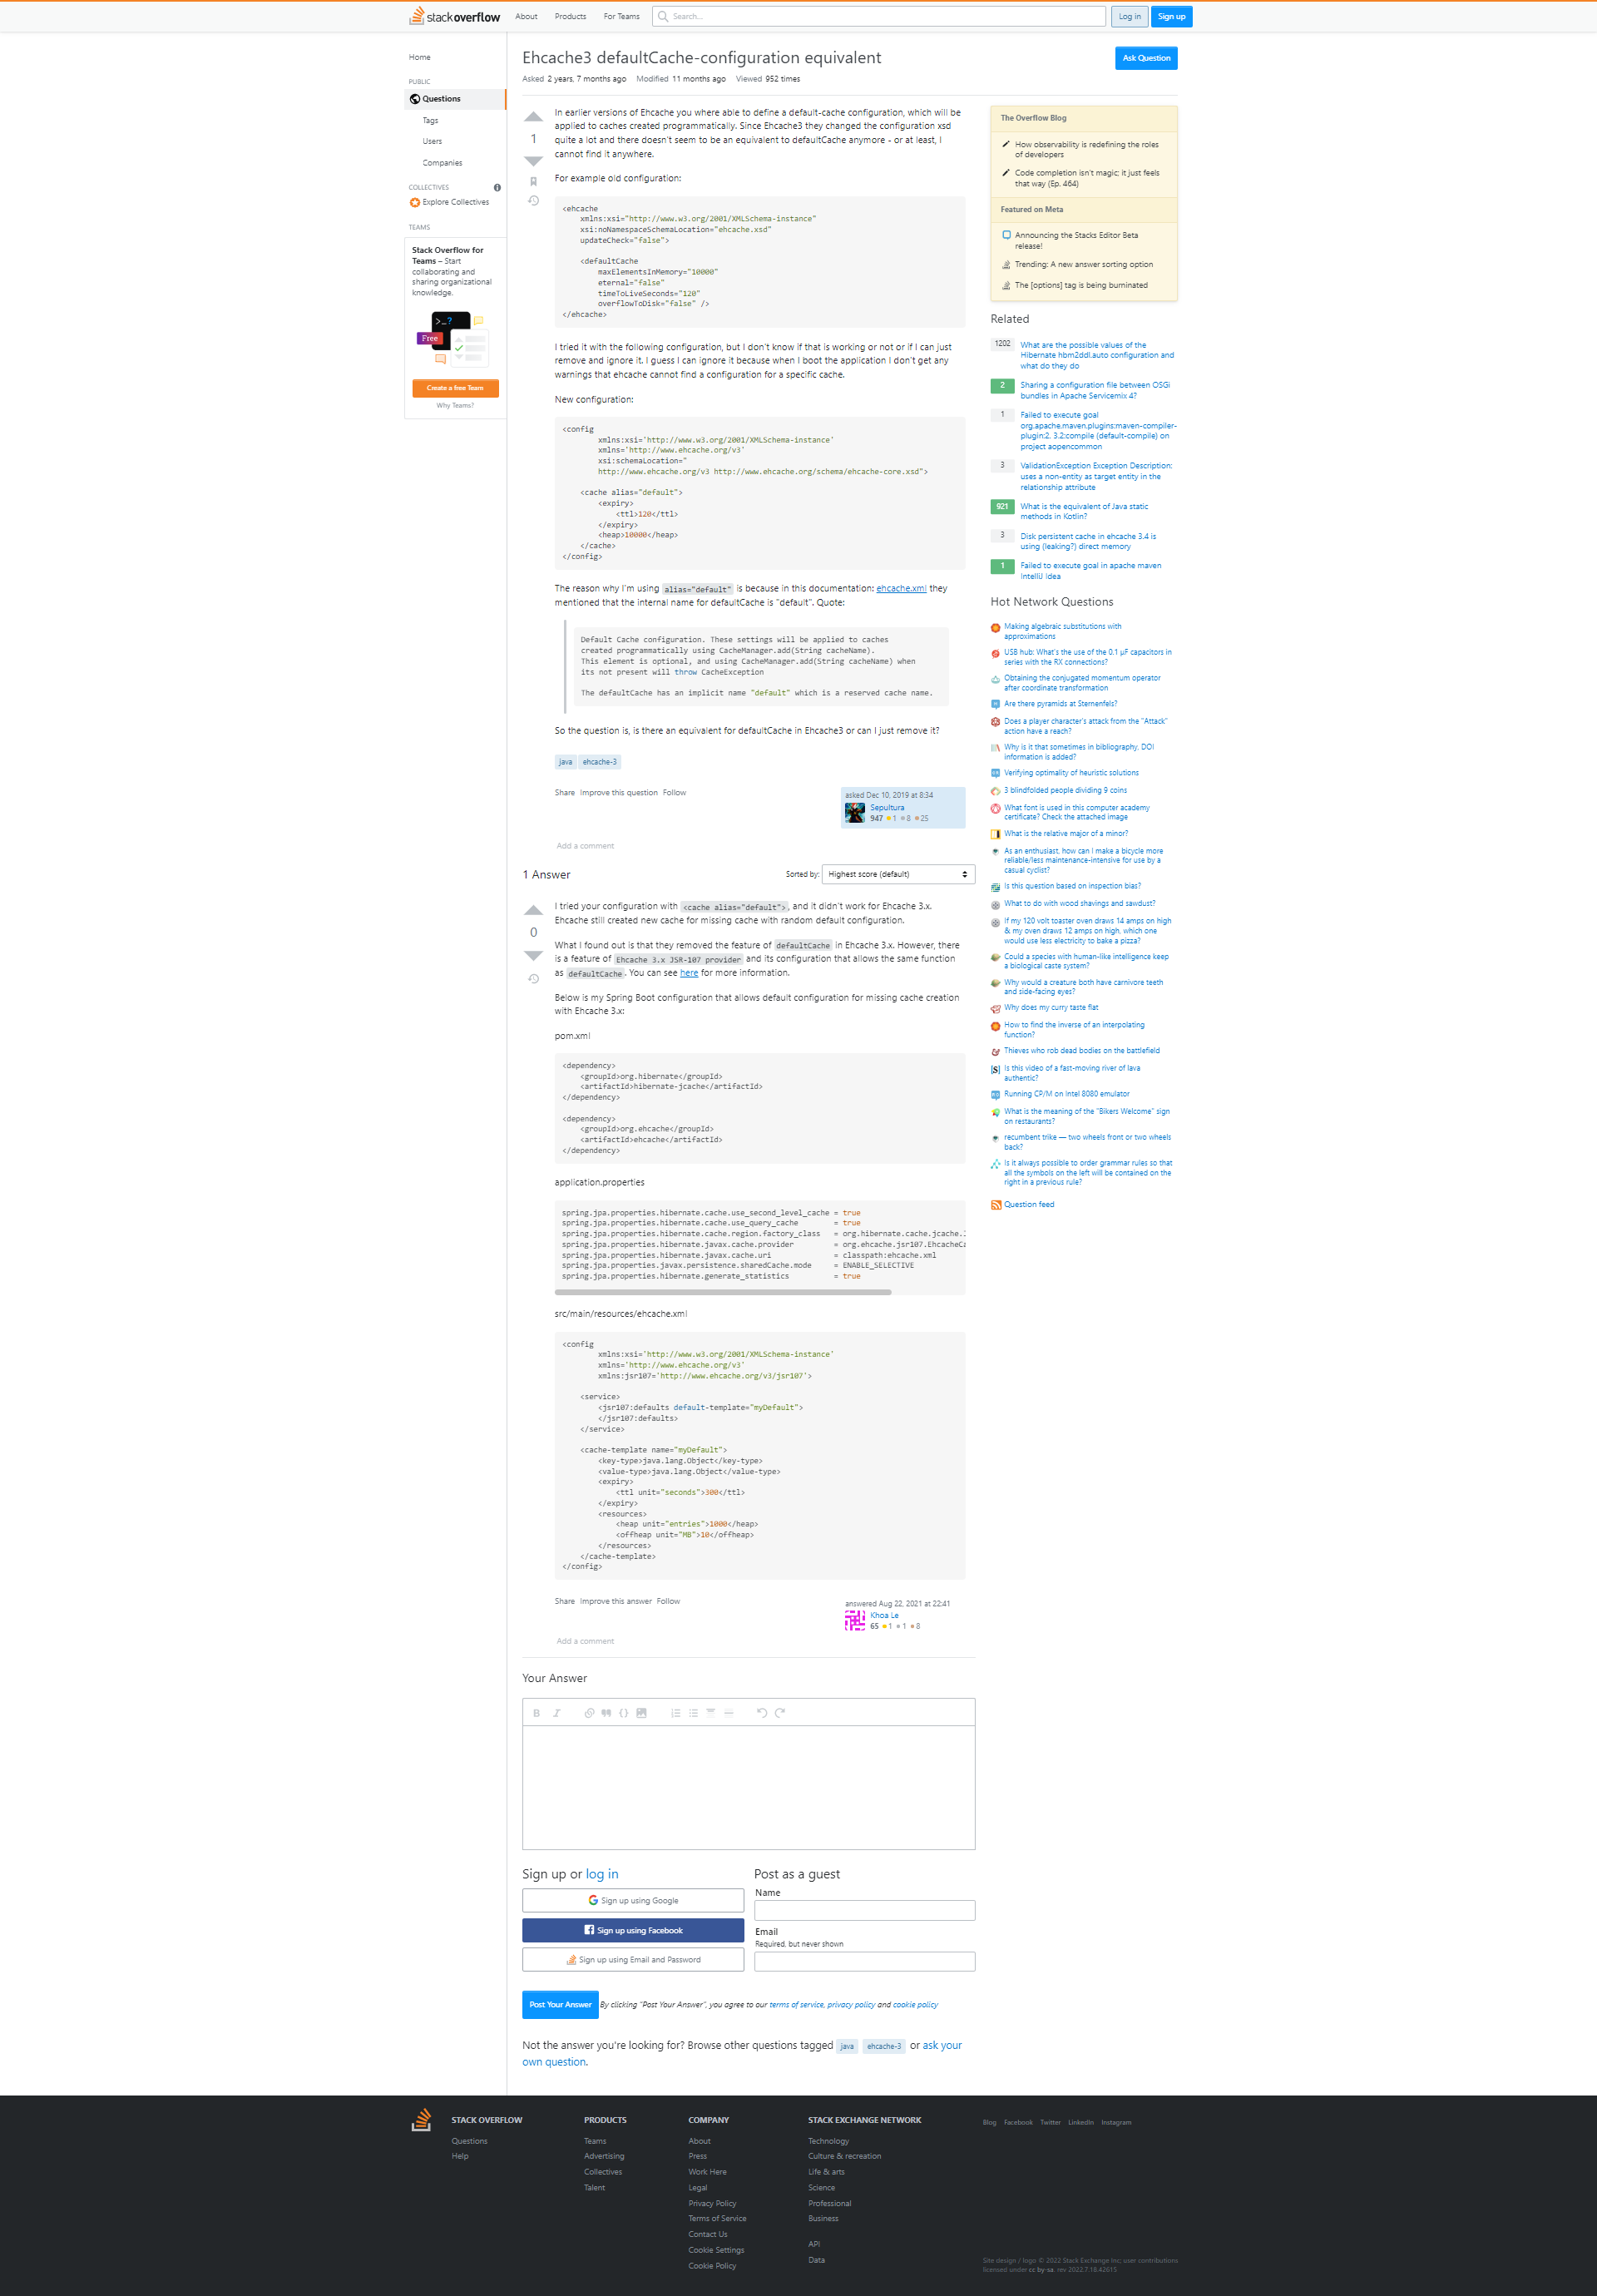 stack overflow
About
Products
For Teams
Search...
Log in
Sign up
Home
PUBLIC
Questions
Tags
Users
Companies
COLLECTIVES
Explore Collectives
TEAMS
Stack Overflow for
Teams – Start
collaborating and
sharing organizational
knowledge.
>_?
Free
Create a free Team
Why Teams?
Ehcache3 defaultCache-configuration equivalent
Ask Question
Asked 2 years, 7 months ago Modified 11 months ago Viewed 952 times
In earlier versions of Ehcache you where able to define a default-cache configuration, which will be
applied to caches created programmatically. Since Ehcache3 they changed the configuration xsd
quite a lot and there doesn't seem to be an equivalent to defaultCache anymore - or at least, I
cannot find it anywhere.
1
For example old configuration:
<ehcache
xmlns:xsi="http://www.w3.org/2001/XMLSchema-instance"
xsi:noNamespaceSchemaLocation="ehcache.xsd"
updateCheck="false">
<defaultCache
maxElementsInMemory="10000"
eternal="false"
timeToLiveSeconds="120"
overflowToDisk="false" />
</ehcache>
I tried it with the following configuration, but I don't know if that is working or not or if I can just
remove and ignore it. I guess I can ignore it because when I boot the application I don't get any
warnings that ehcache cannot find a configuration for a specific cache.
New configuration:
<config
xmlns:xsi='http://www.w3.org/2001/XMLSchema-instance'
xmlns='http://www.ehcache.org/v3'
xsi:schemaLocation="
http://www.ehcache.org/v3 http://www.ehcache.org/schema/ehcache-core.xsd">
<cache alias="default">
<expiry>
<ttl>120</ttl>
</expiry>
<heap>10000</heap>
</cache>
</config>
The reason why I'm using alias="default" is because in this documentation: ehcache.xml they
mentioned that the internal name for defaultCache is "default". Quote:
Default Cache configuration. These settings will be applied to caches
created programmatically using CacheManager.add(String cacheName).
This element is optional, and using CacheManager.add(String cacheName) when
its not present will throw CacheException
The defaultCache has an implicit name "default" which is a reserved cache name.
So the question is, is there an equivalent for defaultCache in Ehcache3 or can I just remove it?
java ehcache-3
Share Improve this question Follow
asked Dec 10, 2019 at 8:34
Sepultura
947 1 8 25
Add a comment
1 Answer
Sorted by: Highest score (default)
I tried your configuration with <cache alias="default">, and it didn't work for Ehcache 3.x.
Ehcache still created new cache for missing cache with random default configuration.
0
What I found out is that they removed the feature of defaultCache in Ehcache 3.x. However, there
is a feature of Ehcache 3.x JSR-107 provider and its configuration that allows the same function
as defaultCache. You can see here for more information.
Below is my Spring Boot configuration that allows default configuration for missing cache creation
with Ehcache 3.x:
pom.xml
<dependency>
<groupId>org.hibernate</groupId>
<artifactId>hibernate-jcache</artifactId>
</dependency>
<dependency>
<groupId>org.ehcache</groupId>
<artifactId>ehcache</artifactId>
</dependency>
application.properties
spring.jpa.properties.hibernate.cache.use_second_level_cache = true
spring.jpa.properties.hibernate.cache.use_query_cache = true
spring.jpa.properties.hibernate.cache.region.factory_class = org.hibernate.cache.jcache.
spring.jpa.properties.hibernate.javax.cache.provider = org.ehcache.jsr107.EhcacheCa
spring.jpa.properties.hibernate.javax.cache.uri = classpath:ehcache.xml
spring.jpa.properties.javax.persistence.sharedCache.mode = ENABLE_SELECTIVE
spring.jpa.properties.hibernate.generate_statistics = true
src/main/resources/ehcache.xml
<config
xmlns:xsi='http://www.w3.org/2001/XMLSchema-instance'
xmlns='http://www.ehcache.org/v3'
xmlns:jsr107='http://www.ehcache.org/v3/jsr107'>
<service>
<jsr107:defaults default-template="myDefault">
</jsr107:defaults>
</service>
<cache-template name="myDefault">
<key-type>java.lang.Object</key-type>
<value-type>java.lang.Object</value-type>
<expiry>
<ttl unit="seconds">300</ttl>
</expiry>
<resources>
<heap unit="entries">1000</heap>
<offheap unit="MB">10</offheap>
</resources>
</cache-template>
</config>
Share Improve this answer Follow
answered Aug 22, 2021 at 22:41
Khoa Le
65 1 1 8
Add a comment
Your Answer
Sign up or log in
Sign up using Google
Sign up using Facebook
Sign up using Email and Password
Post as a guest
Name
Email
Required, but never shown
Post Your Answer
By clicking "Post Your Answer", you agree to our terms of service, privacy policy and cookie policy
Not the answer you're looking for? Browse other questions tagged java ehcache-3 or ask your
own question.
The Overflow Blog
How observability is redefining the roles
of developers
Code completion isn't magic; it just feels
that way (Ep. 464)
Featured on Meta
Announcing the Stacks Editor Beta
release!
Trending: A new answer sorting option
The [options] tag is being burninated
Related
1202 What are the possible values of the
Hibernate hbm2ddl.auto configuration and
what do they do
2 Sharing a configuration file between OSGi
bundles in Apache Servicemix 4?
1 Failed to execute goal
org.apache.maven.plugins:maven-compiler-
plugin:2. 3.2:compile (default-compile) on
project aopencommon
3 ValidationException Exception Description:
uses a non-entity as target entity in the
relationship attribute
921 What is the equivalent of Java static
methods in Kotlin?
3 Disk persistent cache in ehcache 3.4 is
using (leaking?) direct memory
1 Failed to execute goal in apache maven
IntelliJ Idea
Hot Network Questions
Making algebraic substitutions with
approximations
USB hub: What's the use of the 0.1 μF capacitors in
series with the RX connections?
Obtaining the conjugated momentum operator
after coordinate transformation
Are there pyramids at Sternenfels?
Does a player character's attack from the "Attack"
action have a reach?
Why is it that sometimes in bibliography, DOI
information is added?
Verifying optimality of heuristic solutions
3 blindfolded people dividing 9 coins
What font is used in this computer academy
certificate? Check the attached image
What is the relative major of a minor?
As an enthusiast, how can I make a bicycle more
reliable/less maintenance-intensive for use by a
casual cyclist?
Is this question based on inspection bias?
What to do with wood shavings and sawdust?
If my 120 volt toaster oven draws 14 amps on high
& my oven draws 12 amps on high, which one
would use less electricity to bake a pizza?
Could a species with human-like intelligence keep
a biological caste system?
Why would a creature both have carnivore teeth
and side-facing eyes?
Why does my curry taste flat
How to find the inverse of an interpolating
function?
Thieves who rob dead bodies on the battlefield
Is this video of a fast-moving river of lava
authentic?
Running CP/M on Intel 8080 emulator
What is the meaning of the "Bikers Welcome" sign
on restaurants?
recumbent trike — two wheels front or two wheels
back?
Is it always possible to order grammar rules so that
all the symbols on the left will be contained on the
right in a previous rule?
Question feed
STACK OVERFLOW
Questions
Help
PRODUCTS
Teams
Advertising
Collectives
Talent
COMPANY
About
Press
Work Here
Legal
Privacy Policy
Terms of Service
Contact Us
Cookie Settings
Cookie Policy
STACK EXCHANGE NETWORK
Technology
Culture & recreation
Life & arts
Science
Professional
Business
API
Data
Blog Facebook Twitter LinkedIn Instagram
Site design / logo © 2022 Stack Exchange Inc; user contributions
licensed under cc by-sa. rev 2022.7.18.42615